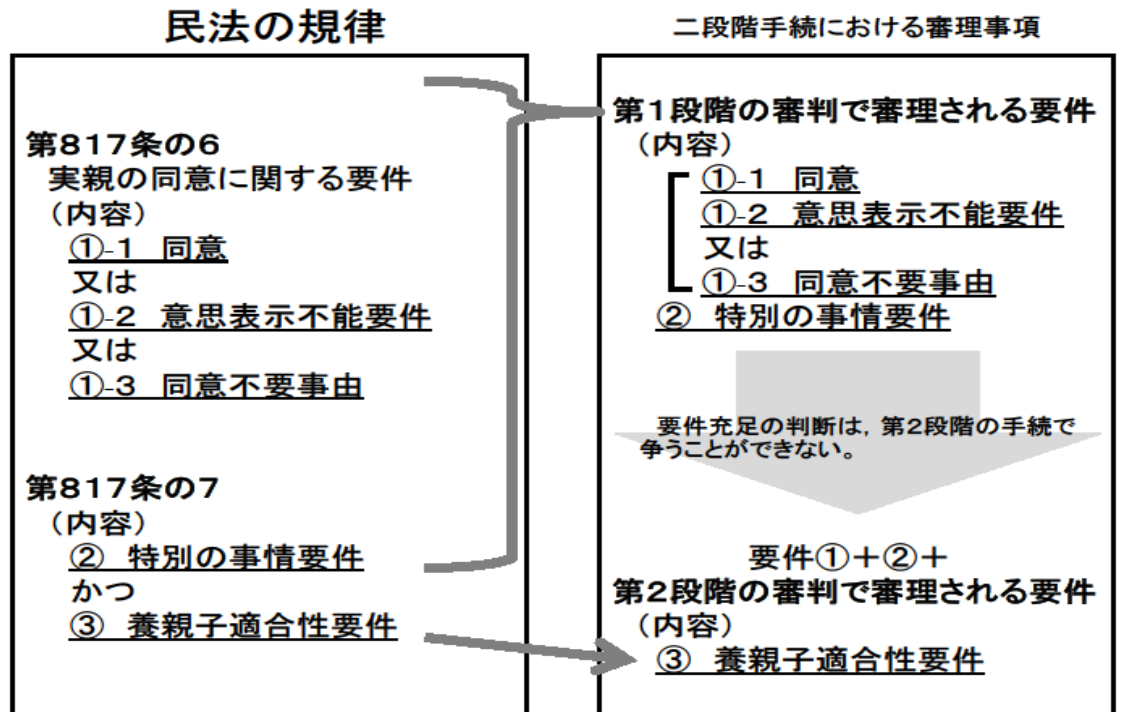 民法の規律
第817条の6
実親の同意に関する要件
（内容）
①-1 同意
又は
①-2 意思表示不能要件
又は
①-3 同意不要事由
第817条の7
（内容）
② 特別の事情要件
かつ
③ 養親子適合性要件
二段階手続における審理事項
第1段階の審判で審理される要件
（内容）
①-1 同意
①-2 意思表示不能要件
又は
①-3 同意不要事由
② 特別の事情要件
要件充足の判断は，第2段階の手続で
争うことができない。
要件①＋②＋
第2段階の審判で審理される要件
（内容）
③ 養親子適合性要件